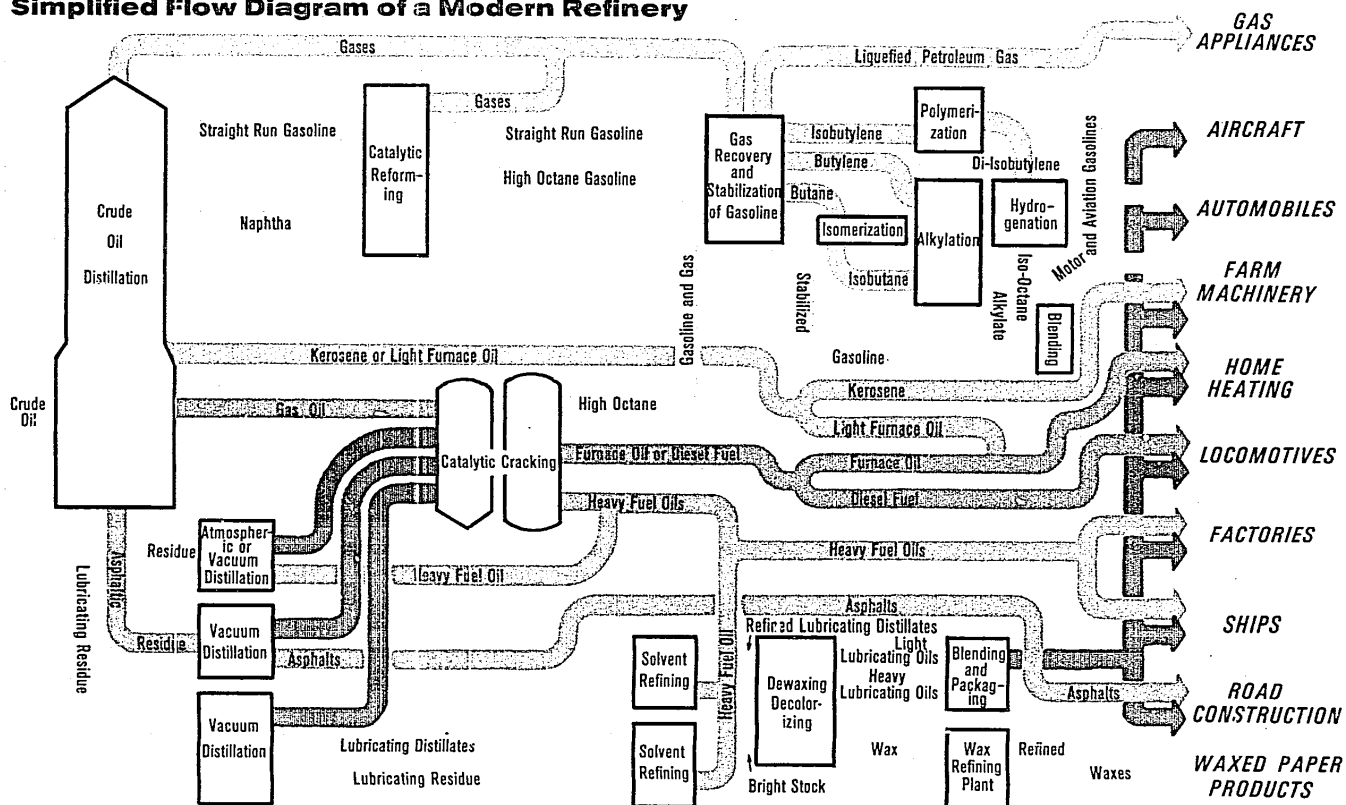 Simplified Flow Diagram of a Modern Refinery
Gases
Liquefied Petroleum Gas
GAS
APPLIANCES
Gases
Straight Run Gasoline
Catalytic
Reform-
ing
Straight Run Gasoline
High Octane Gasoline
Naphtha
Crude
Oil
Distillation
Gas
Recovery
and
Stabilization
of Gasoline
Isobutylene
Butylene
Butane
Polymeri-
zation
Di-Isobutylene
Isomerization
Alkylation
Hydro-
genation
Isobutane
Motor and Aviation Gasolines
Iso-Octane
Alkylate
Blending
Stabilized
Gasoline
Gasoline and Gas
AIRCRAFT
AUTOMOBILES
FARM
MACHINERY
HOME
HEATING
LOCOMOTIVES
FACTORIES
SHIPS
ROAD
CONSTRUCTION
WAXED PAPER
PRODUCTS
Kerosene or Light Furnace Oil
Kerosene
Light Furnace Oil
Crude
Oil
Gas Oil
Catalytic Cracking
High Octane
Furnace Oil or Diesel Fuel
Furnace Oil
Diesel Fuel
Heavy Fuel Oils
Heavy Fuel Oils
Residue
Atmospher-
ic or
Vacuum
Distillation
Heavy Fuel Oil
Asphaltic
Lubricating Residue
Residue
Vacuum
Distillation
Asphalts
Asphalts
Asphalts
Vacuum
Distillation
Lubricating Distillates
Lubricating Residue
Solvent
Refining
Solvent
Refining
Heavy Fuel Oil
Refined Lubricating Distillates
Dewaxing
Decolor-
izing
Bright Stock
Light
Lubricating Oils
Heavy
Lubricating Oils
Blending
and
Packag-
ing
Wax
Wax
Refining
Plant
Refined
Waxes